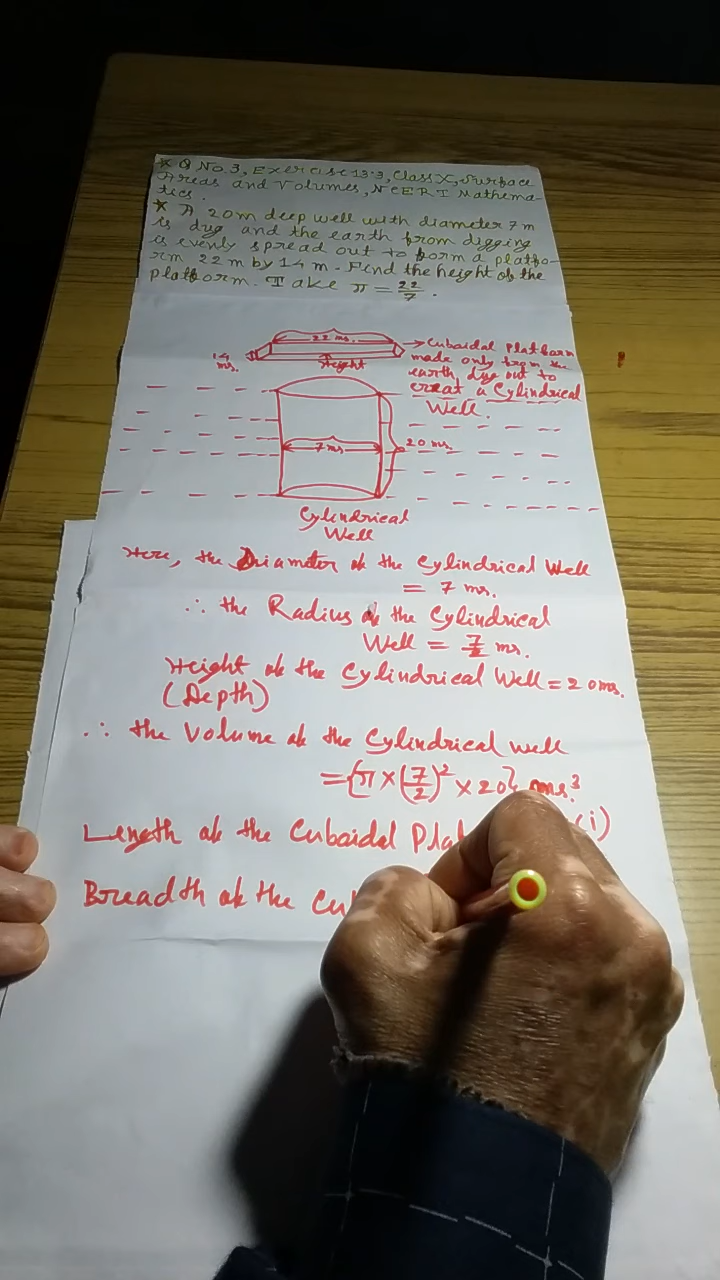 * Q No.3, Exercise 13.3, Class X, Surface
Areas and Volumes, NCERT Mathema-
tics.
* A 20m deep well with diameter 7m
is dug and the earth from digging
is evenly spread out to form a platfo-
rm 22 m by 14 m. Find the height of the
platform. Take π = 22/7.
22 ms.
14 ms.
Height
→ Cuboidal Platform
made only from the
earth, dug out to
creat a Cylindrical
Well.
7 ms
20 ms.
Cylindrical
Well
Here, the Diameter of the Cylindrical Well
= 7 ms.
∴ the Radius of the Cylindrical
Well = 7/2 ms.
Height of the Cylindrical Well = 20 ms.
(Depth)
∴ the Volume of the Cylindrical well
= {π × (7/2)² × 20} ms.³
(i)
Length of the Cuboidal Plat
Breadth of the Cu